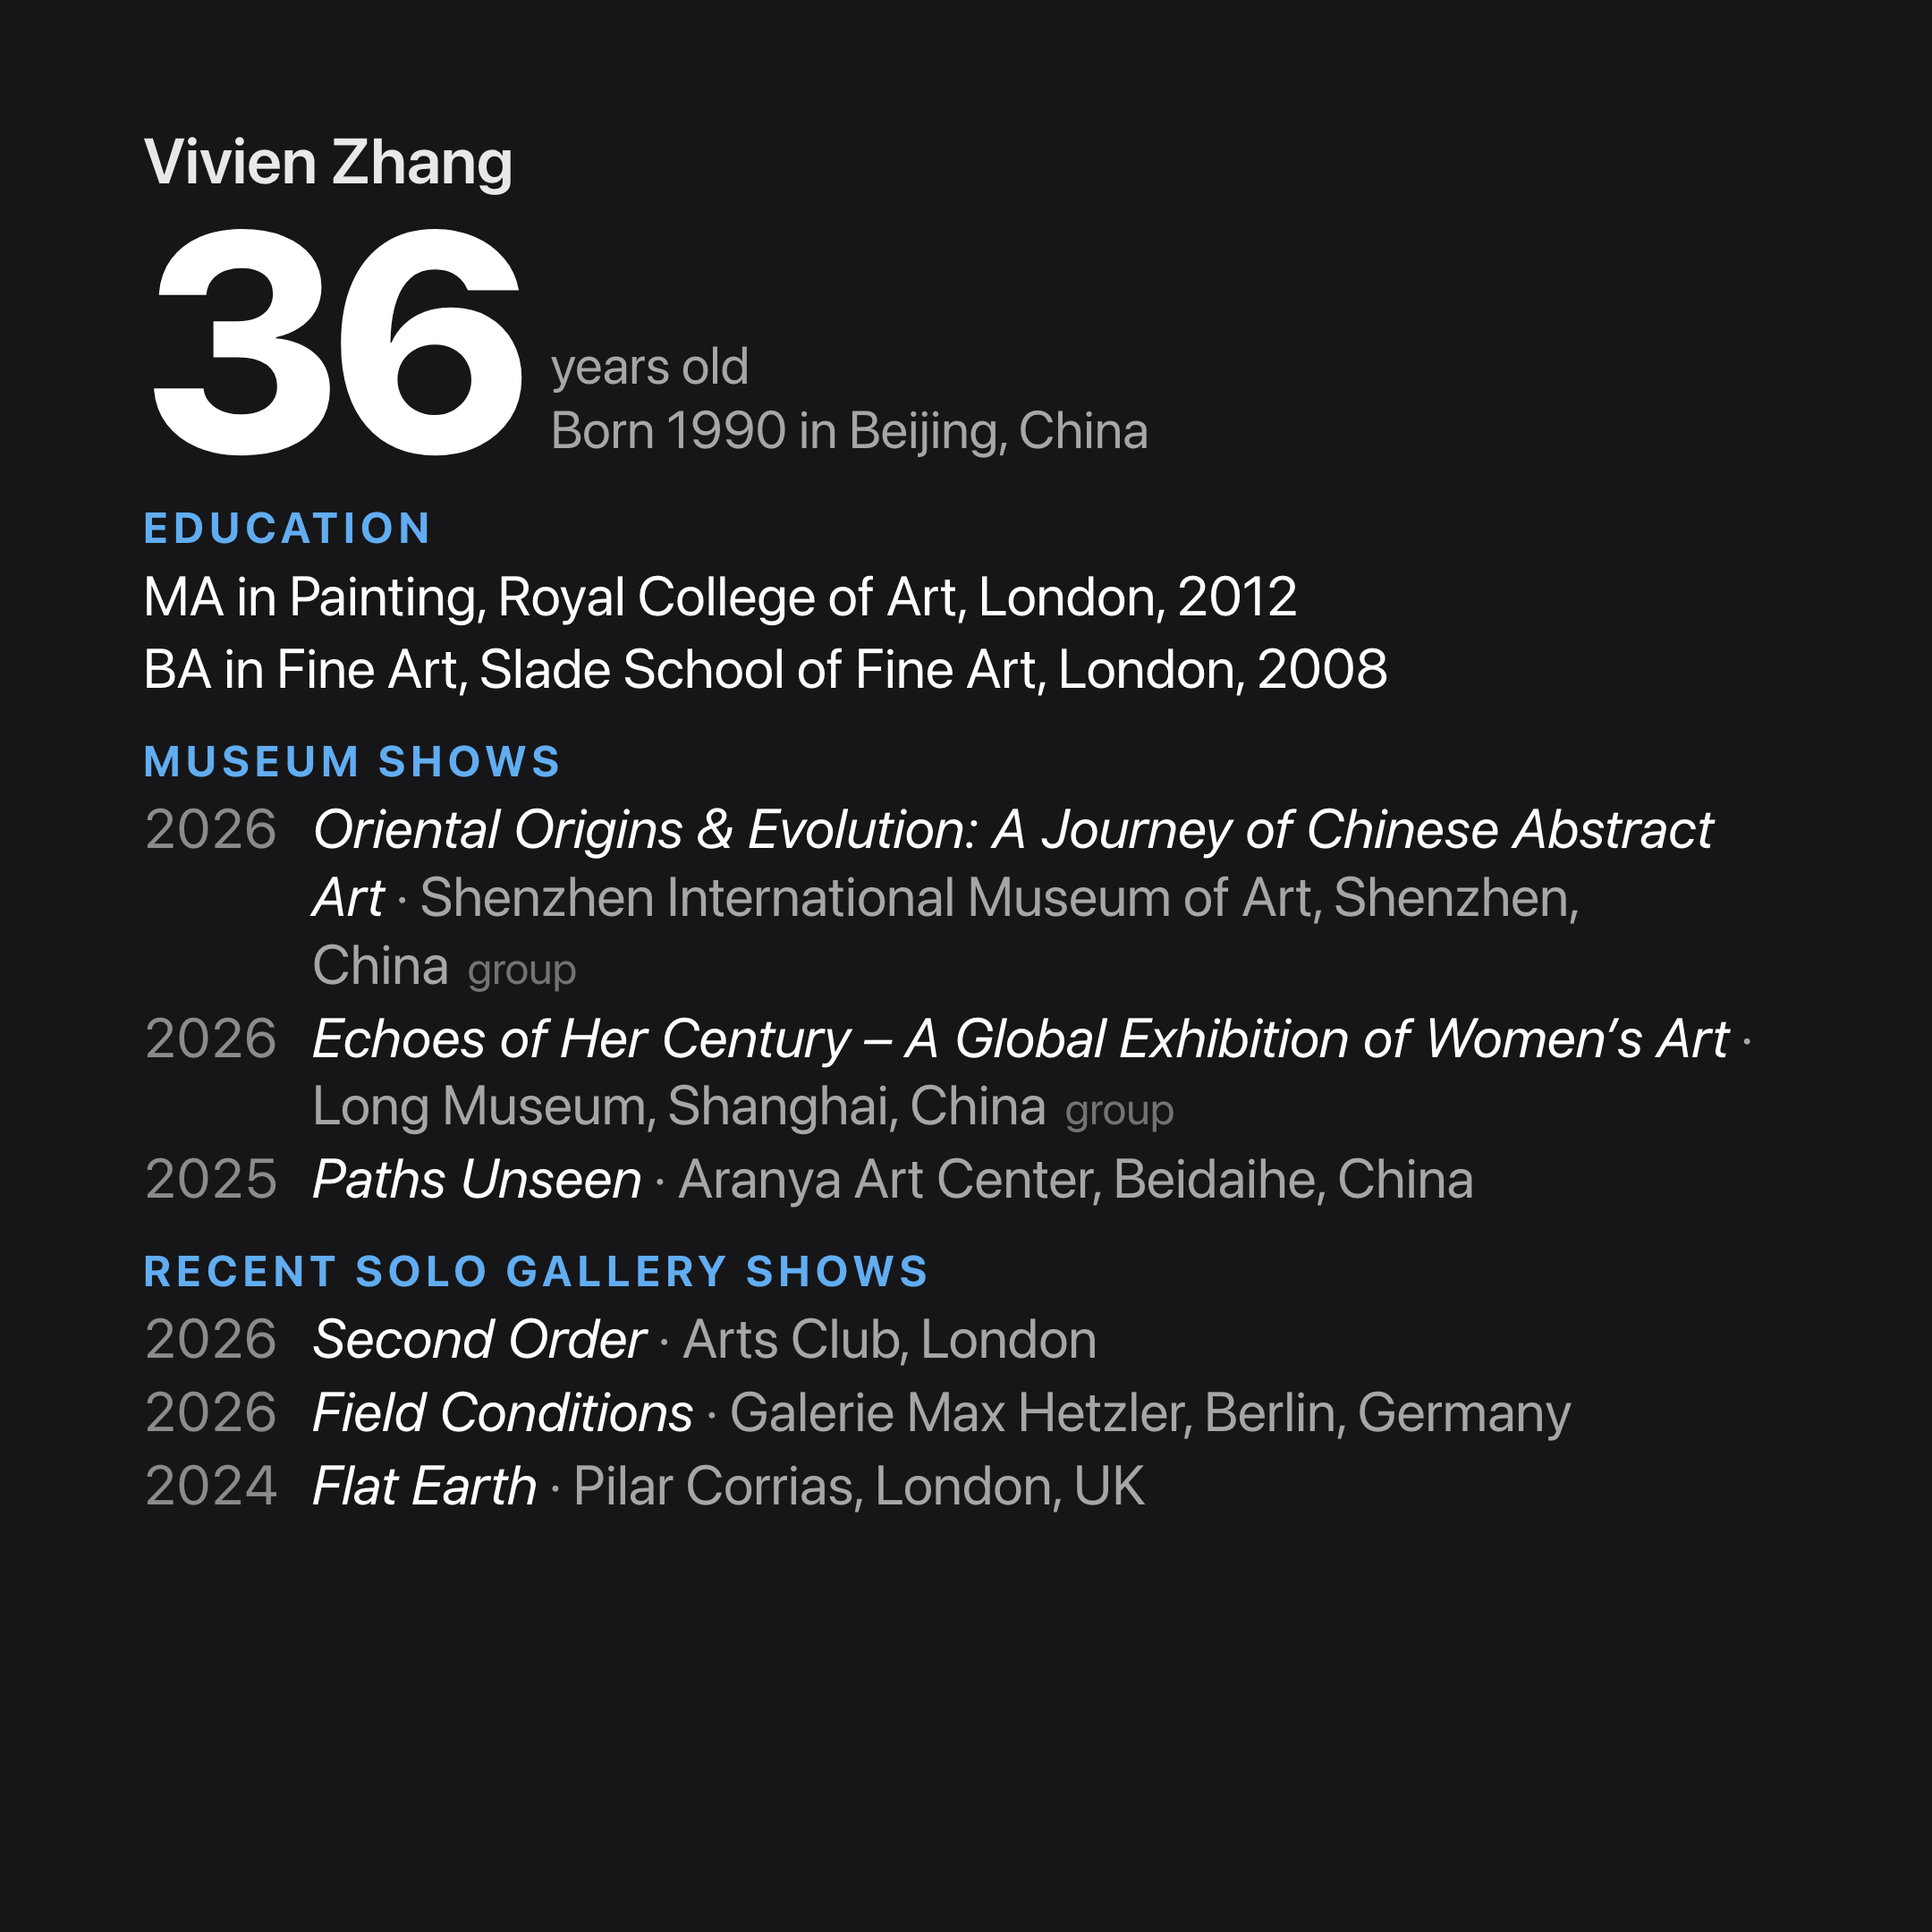 Vivien Zhang
36 years old
Born 1990 in Beijing, China
EDUCATION
MA in Painting, Royal College of Art, London, 2012
BA in Fine Art, Slade School of Fine Art, London, 2008
MUSEUM SHOWS
2026 Oriental Origins & Evolution: A Journey of Chinese Abstract
Art · Shenzhen International Museum of Art, Shenzhen,
China group
2026 Echoes of Her Century – A Global Exhibition of Women’s Art ·
Long Museum, Shanghai, China group
2025 Paths Unseen · Aranya Art Center, Beidaihe, China
RECENT SOLO GALLERY SHOWS
2026 Second Order · Arts Club, London
2026 Field Conditions · Galerie Max Hetzler, Berlin, Germany
2024 Flat Earth · Pilar Corrias, London, UK